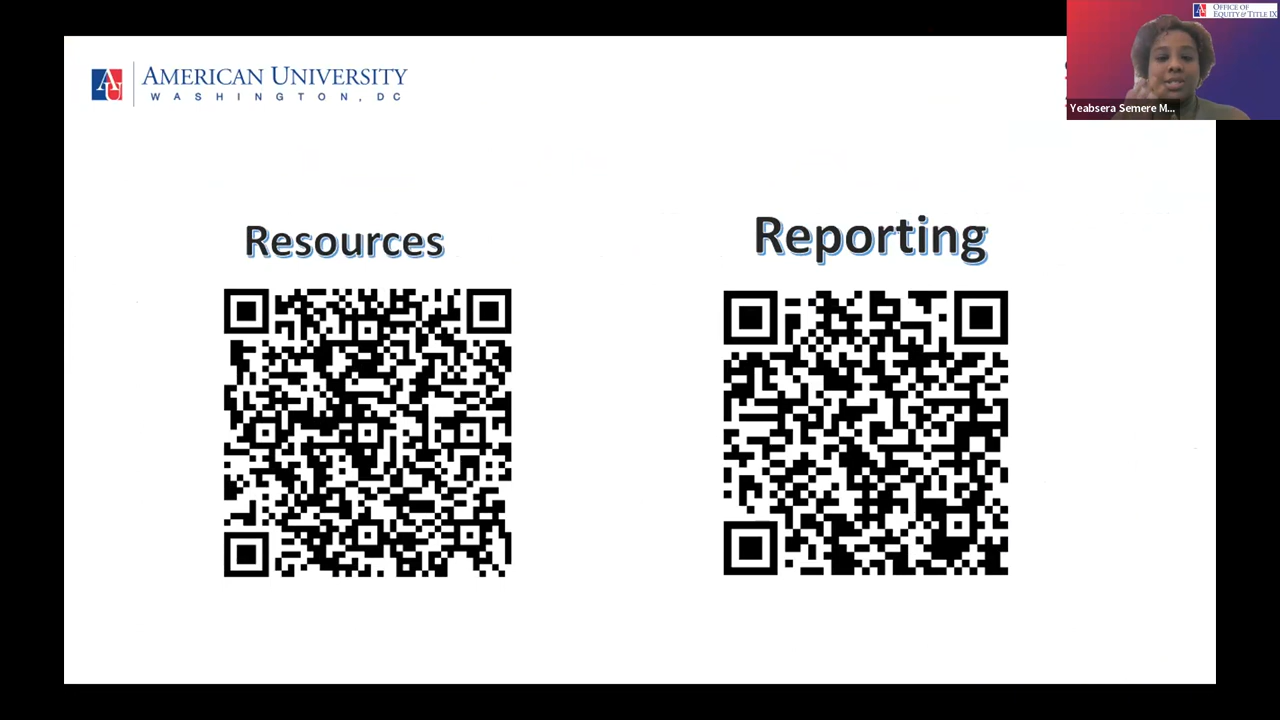 AMERICAN UNIVERSITY
WASHINGTON, DC
OFFICE OF
EQUITY & TITLE IX
Yeabsera Semere M...
Resources
Reporting